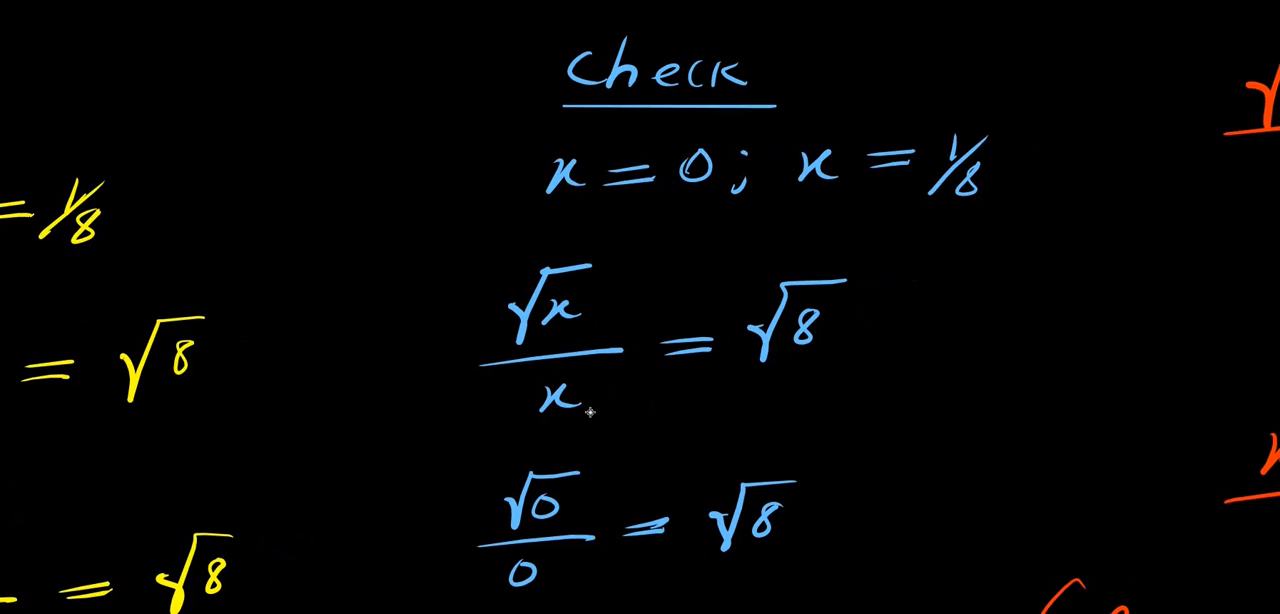 Check
x = 0; x = 1/8
= 1/8
√x / x = √8
= √8
√0 / 0 = √8
= √8